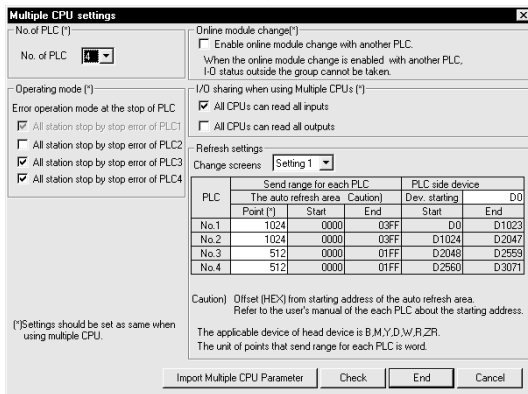 Multiple CPU settings
No.of PLC (*)
No. of PLC 4
Online module change(*)
Enable online module change with another PLC.
When the online module change is enabled with another PLC,
I-O status outside the group cannot be taken.
Operating mode (*)
Error operation mode at the stop of PLC
All station stop by stop error of PLC1
All station stop by stop error of PLC2
All station stop by stop error of PLC3
All station stop by stop error of PLC4
I/O sharing when using Multiple CPUs (*)
All CPUs can read all inputs
All CPUs can read all outputs
Refresh settings
Change screens Setting 1
PLC Send range for each PLC PLC side device
The auto refresh area Caution) Dev. starting D0
Point (*) Start End Start End
No.1 1024 0000 03FF D0 D1023
No.2 1024 0000 03FF D1024 D2047
No.3 512 0000 01FF D2048 D2559
No.4 512 0000 01FF D2560 D3071
Caution) Offset (HEX) from starting address of the auto refresh area.
Refer to the user's manual of the each PLC about the starting address.
The applicable device of head device is B,M,Y,D,W,R,ZR.
The unit of points that send range for each PLC is word.
(*)Settings should be set as same when
using multiple CPU.
Import Multiple CPU Parameter Check End Cancel